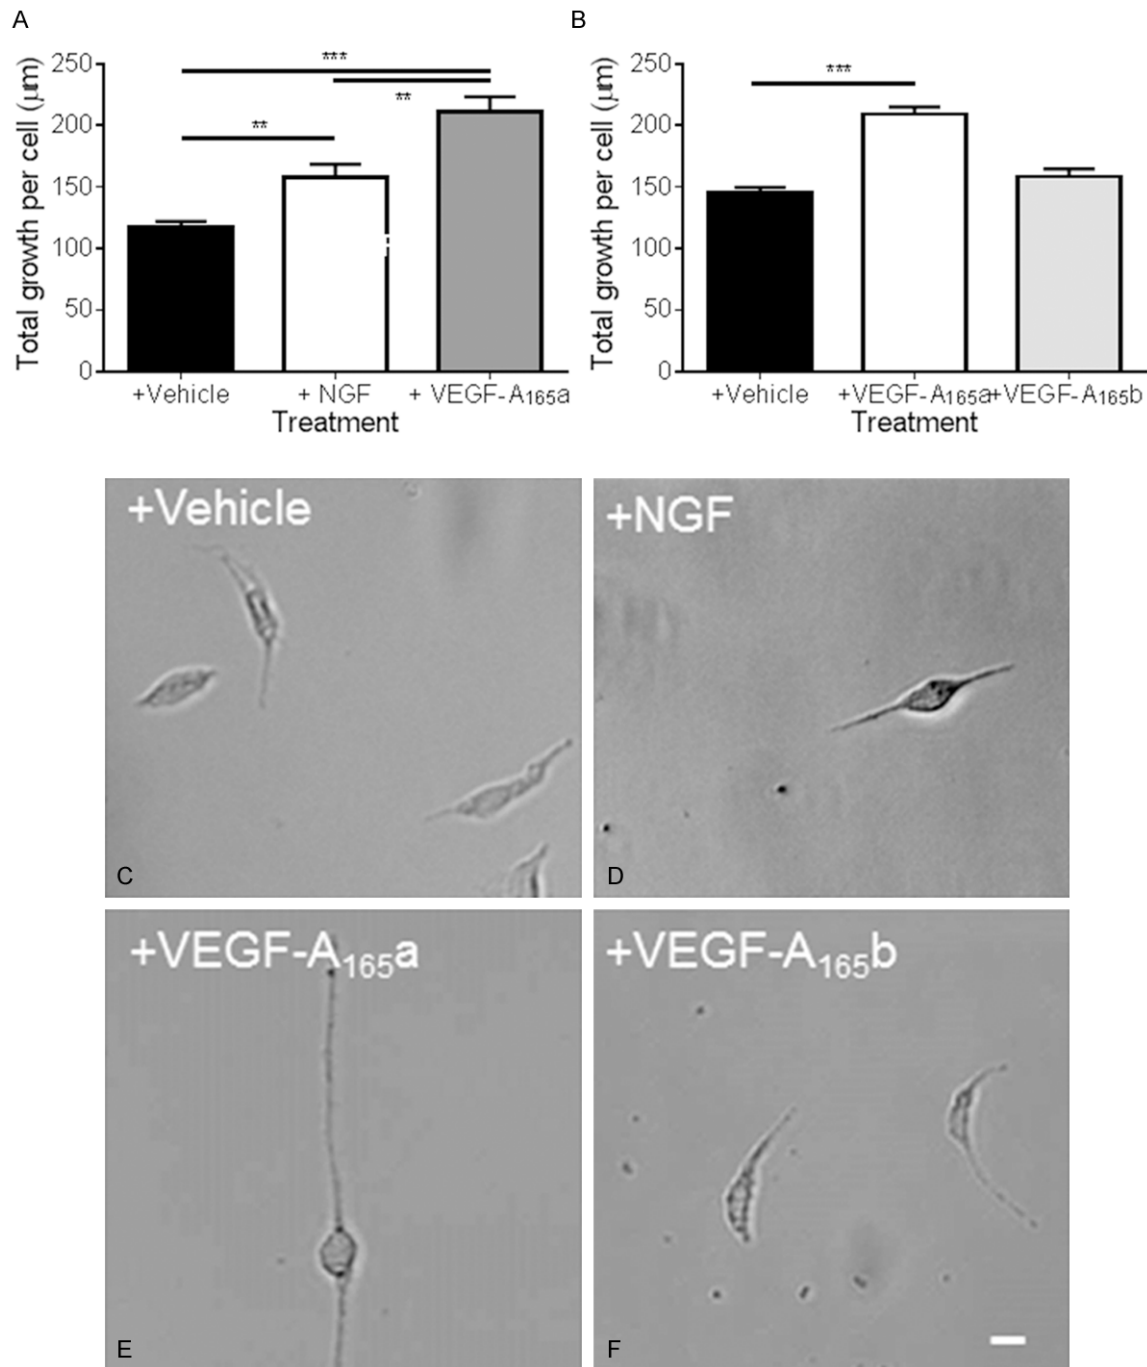 A
B
Total growth per cell (μm)
250
200
150
100
50
0
***
**
**
+Vehicle
+ NGF
+ VEGF-A165a
Treatment
Total growth per cell (μm)
250
200
150
100
50
0
***
+Vehicle
+VEGF-A165a
+VEGF-A165b
Treatment
+Vehicle
C
+NGF
D
+VEGF-A165a
E
+VEGF-A165b
F